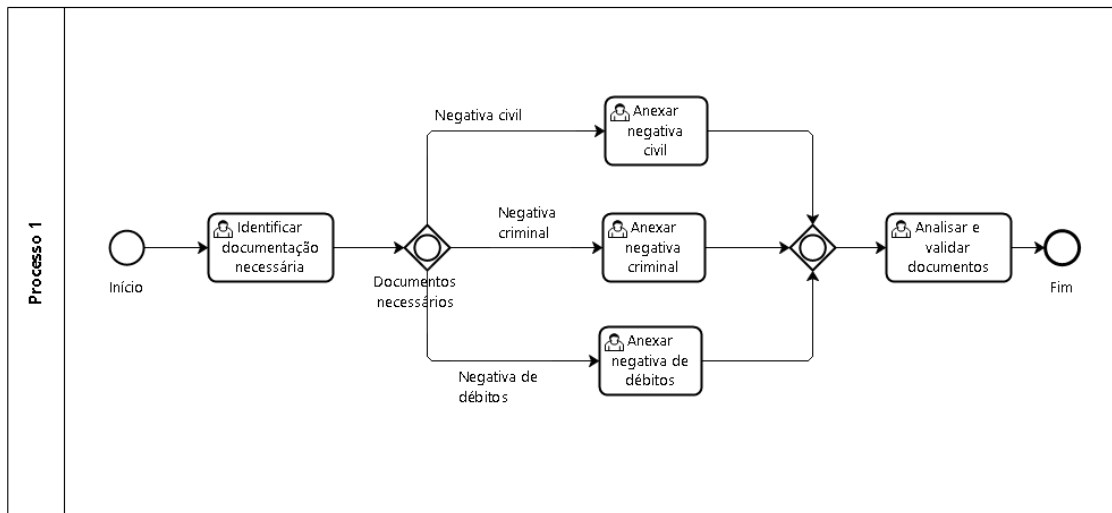 Processo 1
Início
Identificar
documentação
necessária
Documentos
necessários
Negativa civil
Anexar
negativa
civil
Negativa
criminal
Anexar
negativa
criminal
Negativa de
débitos
Anexar
negativa de
débitos
Analisar e
validar
documentos
Fim